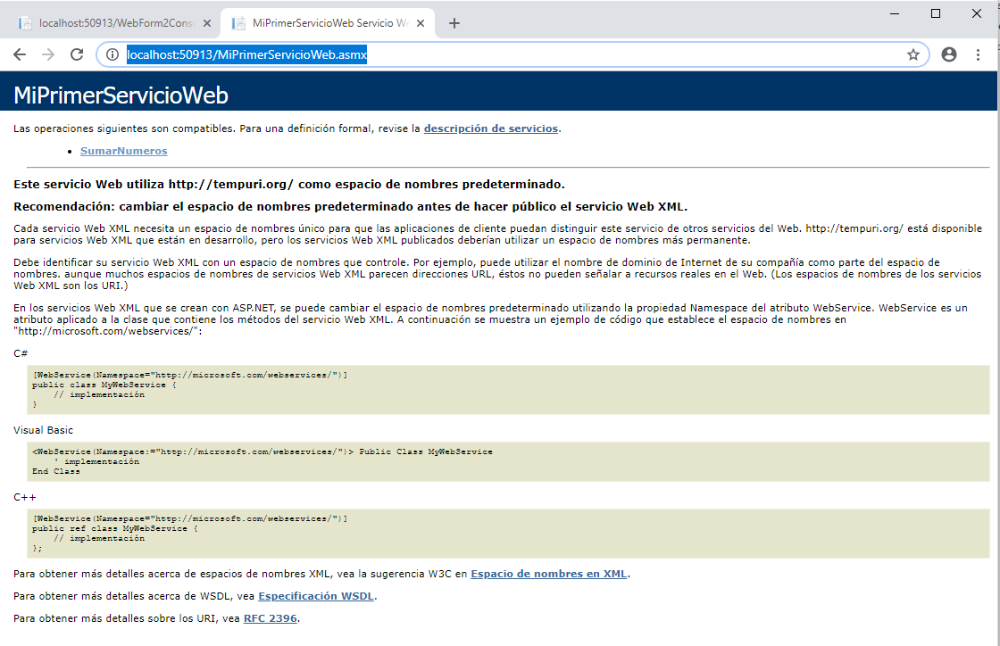 localhost:50913/WebForm2Cons
MiPrimerServicioWeb Servicio W
localhost:50913/MiPrimerServicioWeb.asmx
MiPrimerServicioWeb
Las operaciones siguientes son compatibles. Para una definición formal, revise la descripción de servicios.
SumarNumeros
Este servicio Web utiliza http://tempuri.org/ como espacio de nombres predeterminado.
Recomendación: cambiar el espacio de nombres predeterminado antes de hacer público el servicio Web XML.
Cada servicio Web XML necesita un espacio de nombres único para que las aplicaciones de cliente puedan distinguir este servicio de otros servicios del Web. http://tempuri.org/ está disponible
para servicios Web XML que están en desarrollo, pero los servicios Web XML publicados deberían utilizar un espacio de nombres más permanente.
Debe identificar su servicio Web XML con un espacio de nombres que controle. Por ejemplo, puede utilizar el nombre de dominio de Internet de su compañía como parte del espacio de
nombres. aunque muchos espacios de nombres de servicios Web XML parecen direcciones URL, éstos no pueden señalar a recursos reales en el Web. (Los espacios de nombres de los servicios
Web XML son los URI.)
En los servicios Web XML que se crean con ASP.NET, se puede cambiar el espacio de nombres predeterminado utilizando la propiedad Namespace del atributo WebService. WebService es un
atributo aplicado a la clase que contiene los métodos del servicio Web XML. A continuación se muestra un ejemplo de código que establece el espacio de nombres en
"http://microsoft.com/webservices/":
C#
[WebService(Namespace="http://microsoft.com/webservices/")]
public class MyWebService {
// implementación
}
Visual Basic
<WebService(Namespace:="http://microsoft.com/webservices/")> Public Class MyWebService
' implementación
End Class
C++
[WebService(Namespace="http://microsoft.com/webservices/")]
public ref class MyWebService {
// implementación
};
Para obtener más detalles acerca de espacios de nombres XML, vea la sugerencia W3C en Espacio de nombres en XML.
Para obtener más detalles acerca de WSDL, vea Especificación WSDL.
Para obtener más detalles sobre los URI, vea RFC 2396.